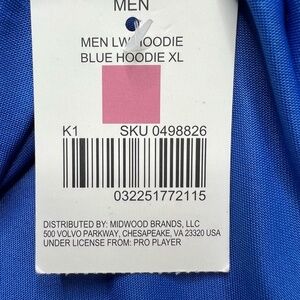 MEN
MEN LW HOODIE
BLUE HOODIE XL
K1 SKU 0498826
032251772115
DISTRIBUTED BY: MIDWOOD BRANDS, LLC
500 VOLVO PARKWAY, CHESAPEAKE, VA 23320 USA
UNDER LICENSE FROM: PRO PLAYER